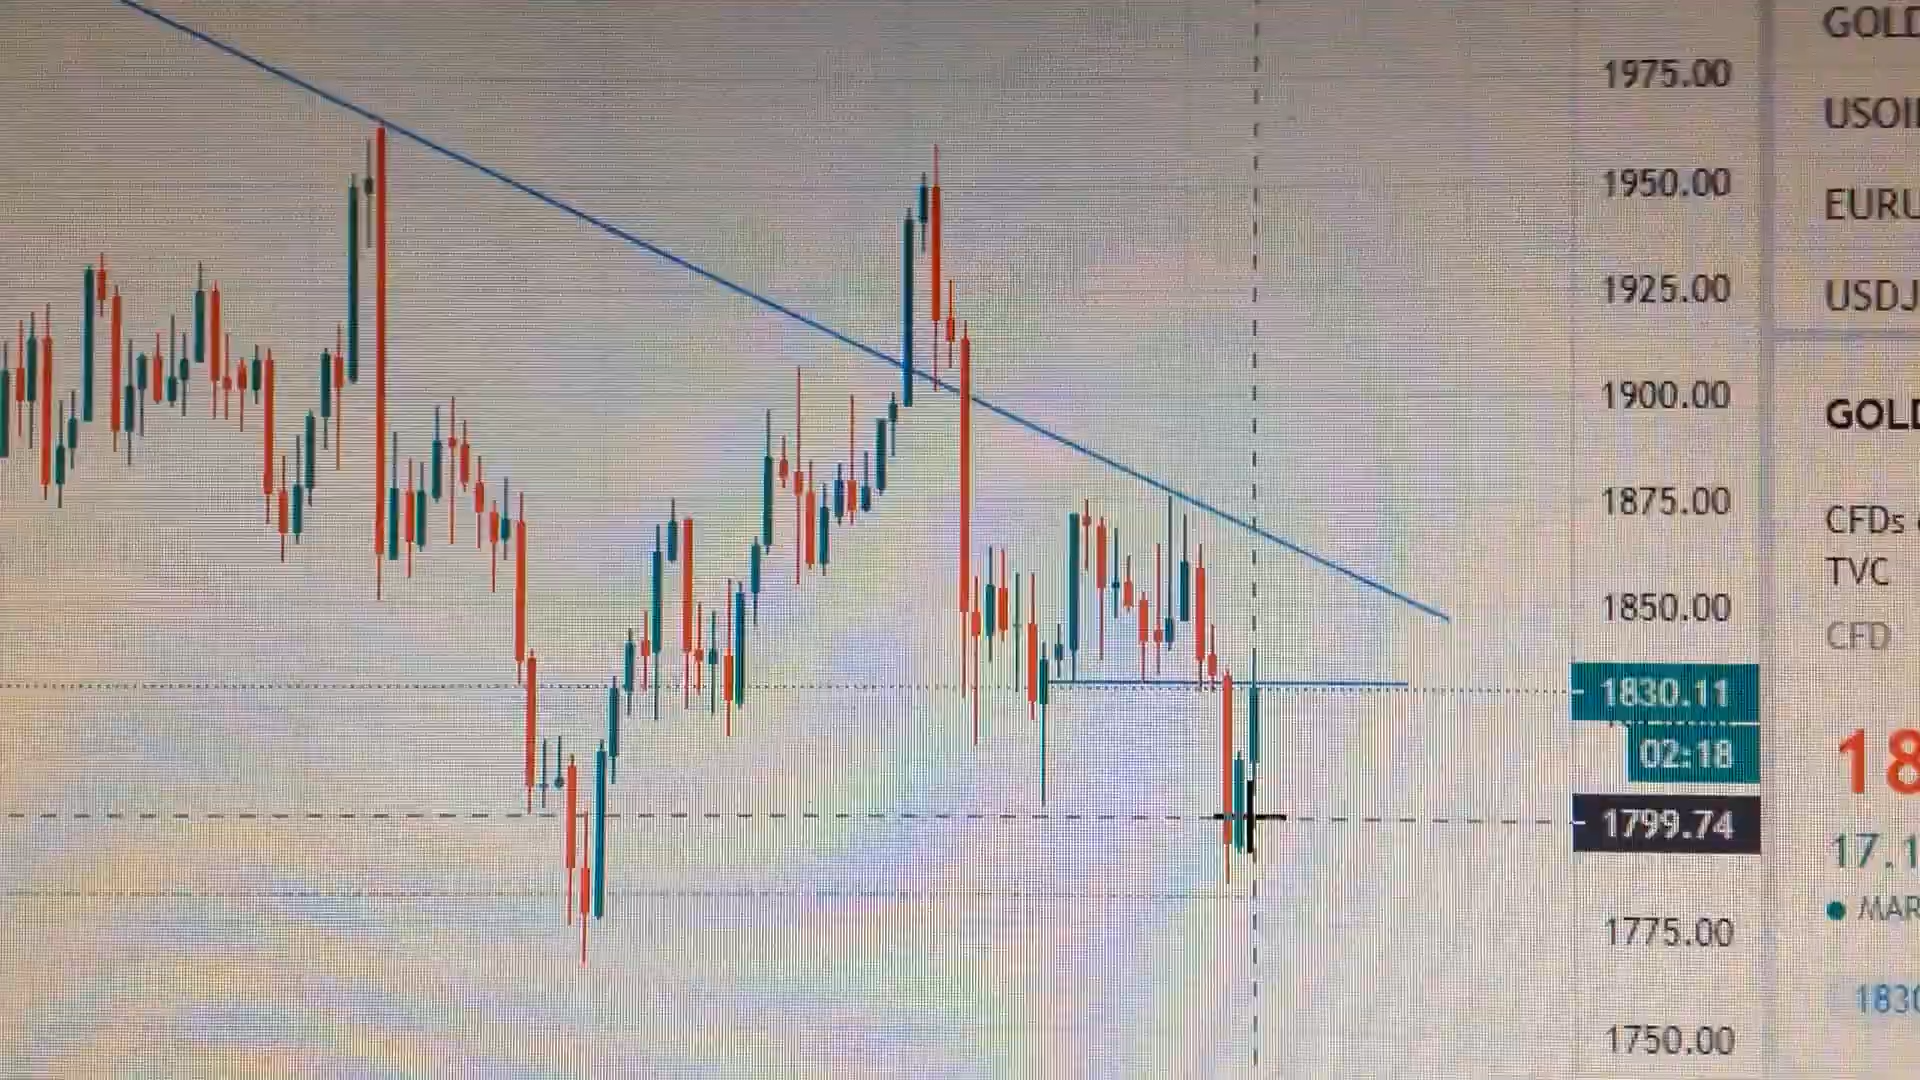 1975.00
1950.00
1925.00
1900.00
1875.00
1850.00
1830.11
02:18
1799.74
1775.00
1750.00
GOLD
USOI
EURU
USDJ
GOLD
CFDs
TVC
CFD
18
17.1
MAR
1830